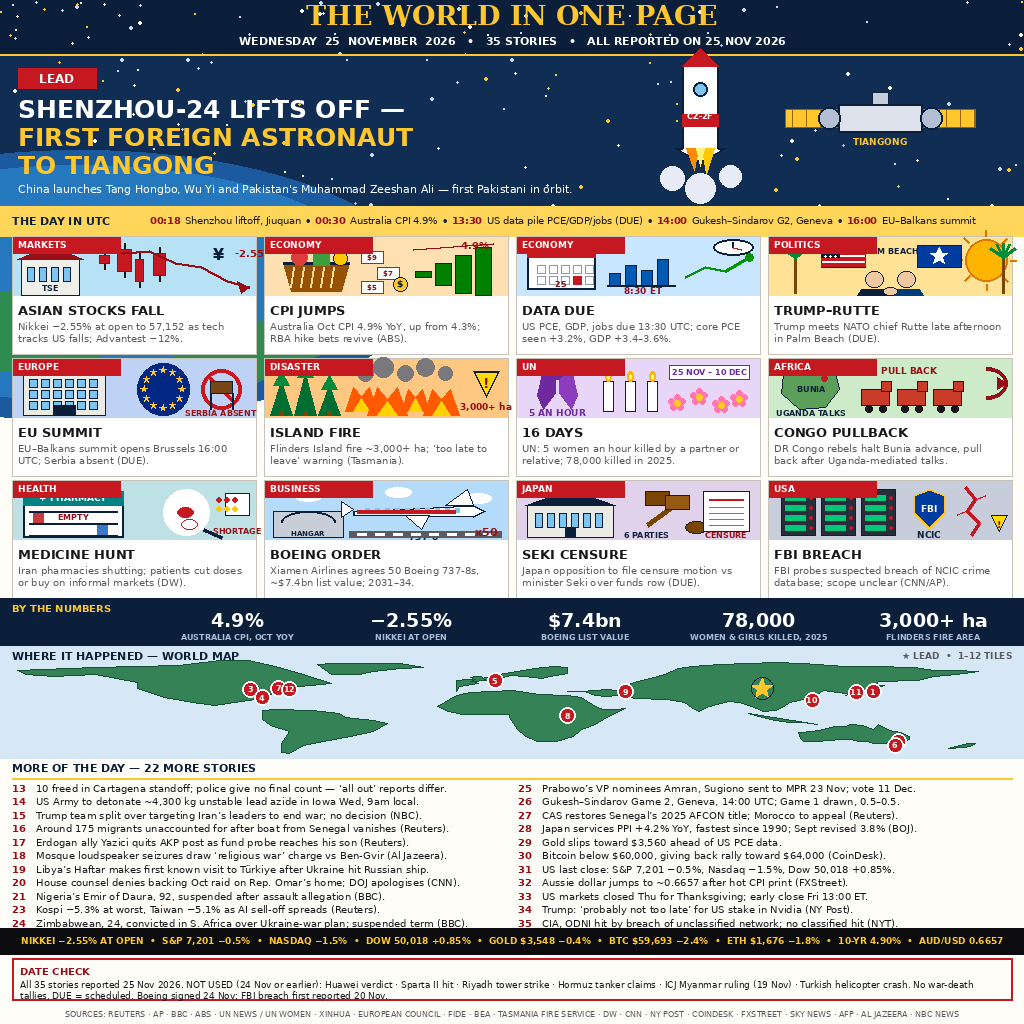 THE WORLD IN ONE PAGE
WEDNESDAY 25 NOVEMBER 2026 • 35 STORIES • ALL REPORTED ON 25 NOV 2026
LEAD
SHENZHOU-24 LIFTS OFF —
FIRST FOREIGN ASTRONAUT
TO TIANGONG
China launches Tang Hongbo, Wu Yi and Pakistan's Muhammad Zeeshan Ali — first Pakistani in orbit.
CZ-2F
TIANGONG
THE DAY IN UTC
00:18 Shenzhou liftoff, Jiuquan • 00:30 Australia CPI 4.9% • 13:30 US data pile PCE/GDP/jobs (DUE) • 14:00 Gukesh–Sindarov G2, Geneva • 16:00 EU–Balkans summit
MARKETS
TSE
¥
-2.55
ASIAN STOCKS FALL
Nikkei −2.55% at open to 57,152 as tech
tracks US falls; Advantest −12%.
ECONOMY
$9
$7
$5
$
4.9%
CPI JUMPS
Australia Oct CPI 4.9% YoY, up from 4.3%;
RBA hike bets revive (ABS).
ECONOMY
25
8:30 ET
DATA DUE
US PCE, GDP, jobs due 13:30 UTC; core PCE
seen +3.2%, GDP +3.4–3.6%.
POLITICS
M BEACH
TRUMP–RUTTE
Trump meets NATO chief Rutte late afternoon
in Palm Beach (DUE).
EUROPE
SERBIA ABSENT
EU SUMMIT
EU–Balkans summit opens Brussels 16:00
UTC; Serbia absent (DUE).
DISASTER
!
3,000+ ha
ISLAND FIRE
Flinders Island fire ~3,000+ ha; ‘too late to
leave’ warning (Tasmania).
UN
5 AN HOUR
25 NOV – 10 DEC
16 DAYS
UN: 5 women an hour killed by a partner or
relative; 78,000 killed in 2025.
AFRICA
BUNIA
UGANDA TALKS
PULL BACK
CONGO PULLBACK
DR Congo rebels halt Bunia advance, pull
back after Uganda-mediated talks.
HEALTH
+ PHARMACY
EMPTY
SHORTAGE
MEDICINE HUNT
Iran pharmacies shutting; patients cut doses
or buy on informal markets (DW).
BUSINESS
HANGAR
x50
BOEING ORDER
Xiamen Airlines agrees 50 Boeing 737-8s,
~$7.4bn list value; 2031–34.
JAPAN
6 PARTIES
CENSURE
SEKI CENSURE
Japan opposition to file censure motion vs
minister Seki over funds row (DUE).
USA
FBI
NCIC
!
FBI BREACH
FBI probes suspected breach of NCIC crime
database; scope unclear (CNN/AP).
BY THE NUMBERS
4.9%
AUSTRALIA CPI, OCT YOY
−2.55%
NIKKEI AT OPEN
$7.4bn
BOEING LIST VALUE
78,000
WOMEN & GIRLS KILLED, 2025
3,000+ ha
FLINDERS FIRE AREA
WHERE IT HAPPENED — WORLD MAP
★ LEAD • 1–12 TILES
3
4
7
12
5
8
9
10
11
1
6
MORE OF THE DAY — 22 MORE STORIES
13 10 freed in Cartagena standoff; police give no final count — ‘all out’ reports differ.
14 US Army to detonate ~4,300 kg unstable lead azide in Iowa Wed, 9am local.
15 Trump team split over targeting Iran’s leaders to end war; no decision (NBC).
16 Around 175 migrants unaccounted for after boat from Senegal vanishes (Reuters).
17 Erdogan ally Yazici quits AKP post as fund probe reaches his son (Reuters).
18 Mosque loudspeaker seizures draw ‘religious war’ charge vs Ben-Gvir (Al Jazeera).
19 Libya’s Haftar makes first known visit to Türkiye after Ukraine hit Russian ship.
20 House counsel denies backing Oct raid on Rep. Omar’s home; DOJ apologises (CNN).
21 Nigeria’s Emir of Daura, 92, suspended after assault allegation (BBC).
23 Kospi −5.3% at worst, Taiwan −5.1% as AI sell-off spreads (Reuters).
24 Zimbabwean, 24, convicted in S. Africa over Ukraine-war plan; suspended term (BBC).
25 Prabowo’s VP nominees Amran, Sugiono sent to MPR 23 Nov; vote 11 Dec.
26 Gukesh–Sindarov Game 2, Geneva, 14:00 UTC; Game 1 drawn, 0.5–0.5.
27 CAS restores Senegal’s 2025 AFCON title; Morocco to appeal (Reuters).
28 Japan services PPI +4.2% YoY, fastest since 1990; Sept revised 3.8% (BOJ).
29 Gold slips toward $3,560 ahead of US PCE data.
30 Bitcoin below $60,000, giving back rally toward $64,000 (CoinDesk).
31 US last close: S&P 7,201 −0.5%, Nasdaq −1.5%, Dow 50,018 +0.85%.
32 Aussie dollar jumps to ~0.6657 after hot CPI print (FXStreet).
33 US markets closed Thu for Thanksgiving; early close Fri 13:00 ET.
34 Trump: ‘probably not too late’ for US stake in Nvidia (NY Post).
35 CIA, ODNI hit by breach of unclassified network; no classified hit (NYT).
NIKKEI −2.55% AT OPEN • S&P 7,201 −0.5% • NASDAQ −1.5% • DOW 50,018 +0.85% • GOLD $3,548 −0.4% • BTC $59,693 −2.4% • ETH $1,676 −1.8% • 10-YR 4.90% • AUD/USD 0.6657
DATE CHECK
All 35 stories reported 25 Nov 2026. NOT USED (24 Nov or earlier): Huawei verdict · Sparta II hit · Riyadh tower strike · Hormuz tanker claims · ICJ Myanmar ruling (19 Nov) · Turkish helicopter crash. No war-death
tallies. DUE = scheduled. Boeing signed 24 Nov; FBI breach first reported 20 Nov.
SOURCES: REUTERS · AP · BBC · ABS · UN NEWS / UN WOMEN · XINHUA · EUROPEAN COUNCIL · FIDE · BEA · TASMANIA FIRE SERVICE · DW · CNN · NY POST · COINDESK · FXSTREET · SKY NEWS · AFP · AL JAZEERA · NBC NEWS